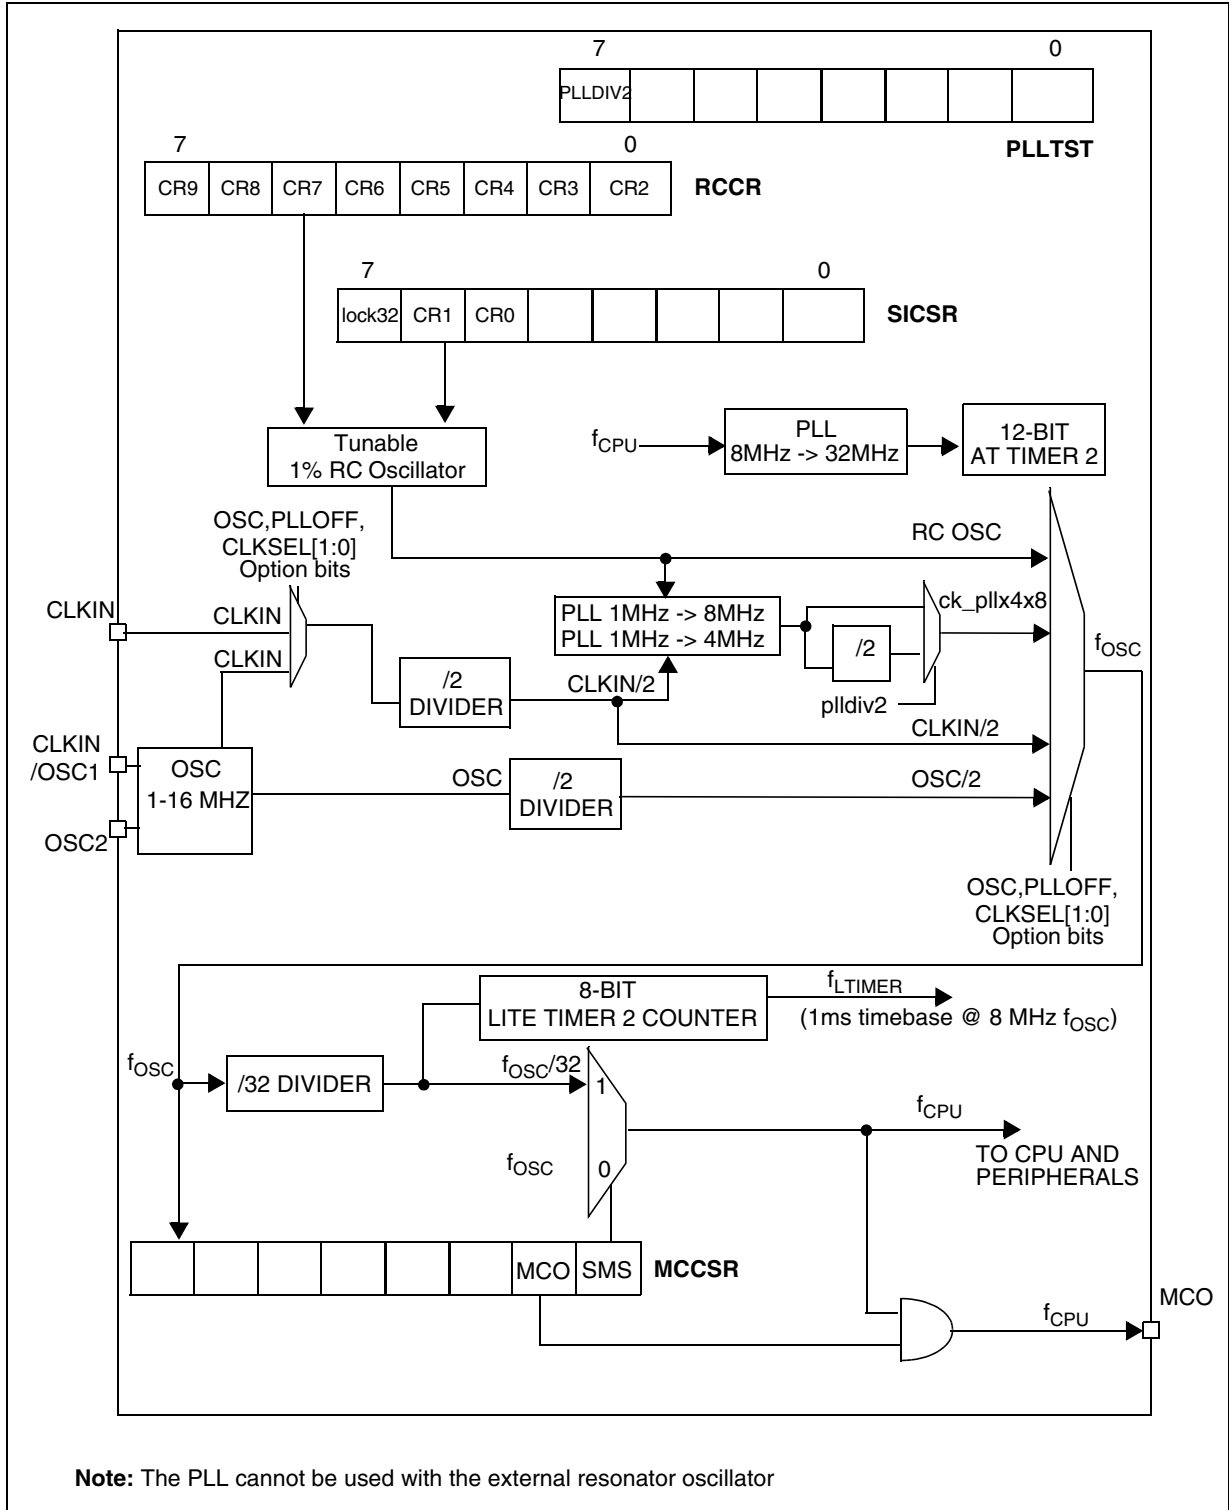 7 0
PLLDIV2
PLLTST
7 0
CR9 CR8 CR7 CR6 CR5 CR4 CR3 CR2 RCCR
7 0
lock32 CR1 CR0 SICSR
Tunable
1% RC Oscillator
fCPU
PLL
8MHz -> 32MHz
12-BIT
AT TIMER 2
OSC,PLLOFF,
CLKSEL[1:0]
Option bits
RC OSC
CLKIN
CLKIN
CLKIN
PLL 1MHz -> 8MHz
PLL 1MHz -> 4MHz
/2
ck_pllx4x8
plldiv2
fOSC
/2
DIVIDER
CLKIN/2
CLKIN/2
CLKIN
/OSC1
OSC2
OSC
1-16 MHZ
OSC
/2
DIVIDER
OSC/2
OSC,PLLOFF,
CLKSEL[1:0]
Option bits
8-BIT
LITE TIMER 2 COUNTER
fLTIMER
(1ms timebase @ 8 MHz fOSC)
fOSC
/32 DIVIDER
fOSC/32
1
fOSC
0
fCPU
TO CPU AND
PERIPHERALS
MCO SMS MCCSR
fCPU
MCO
Note: The PLL cannot be used with the external resonator oscillator